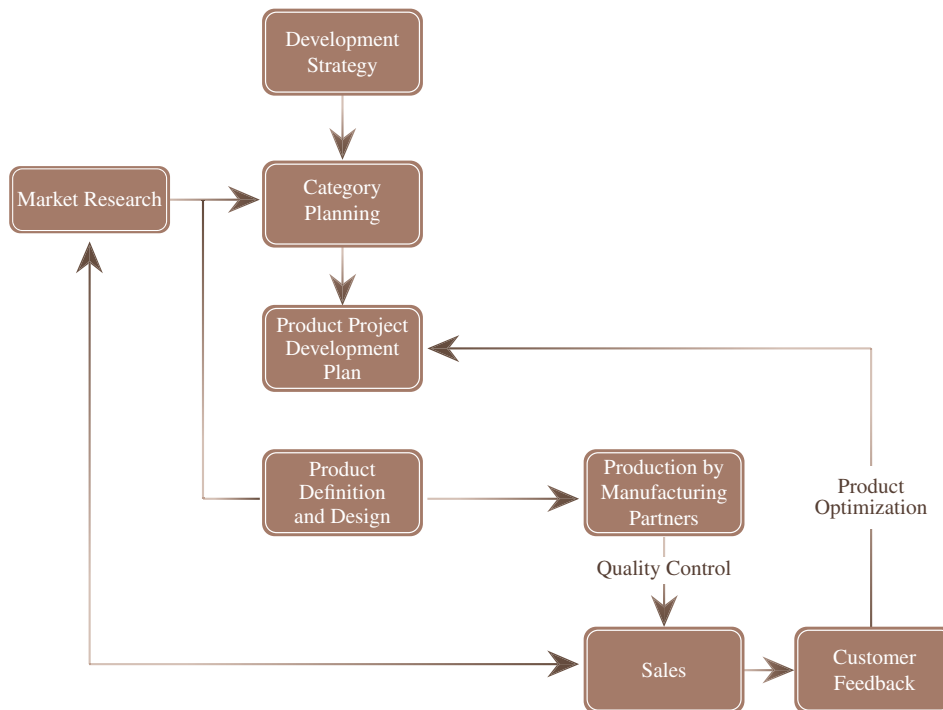 Development
Strategy
Market Research
Category
Planning
Product Project
Development
Plan
Product
Definition
and Design
Production by
Manufacturing
Partners
Product
Optimization
Quality Control
Sales
Customer
Feedback